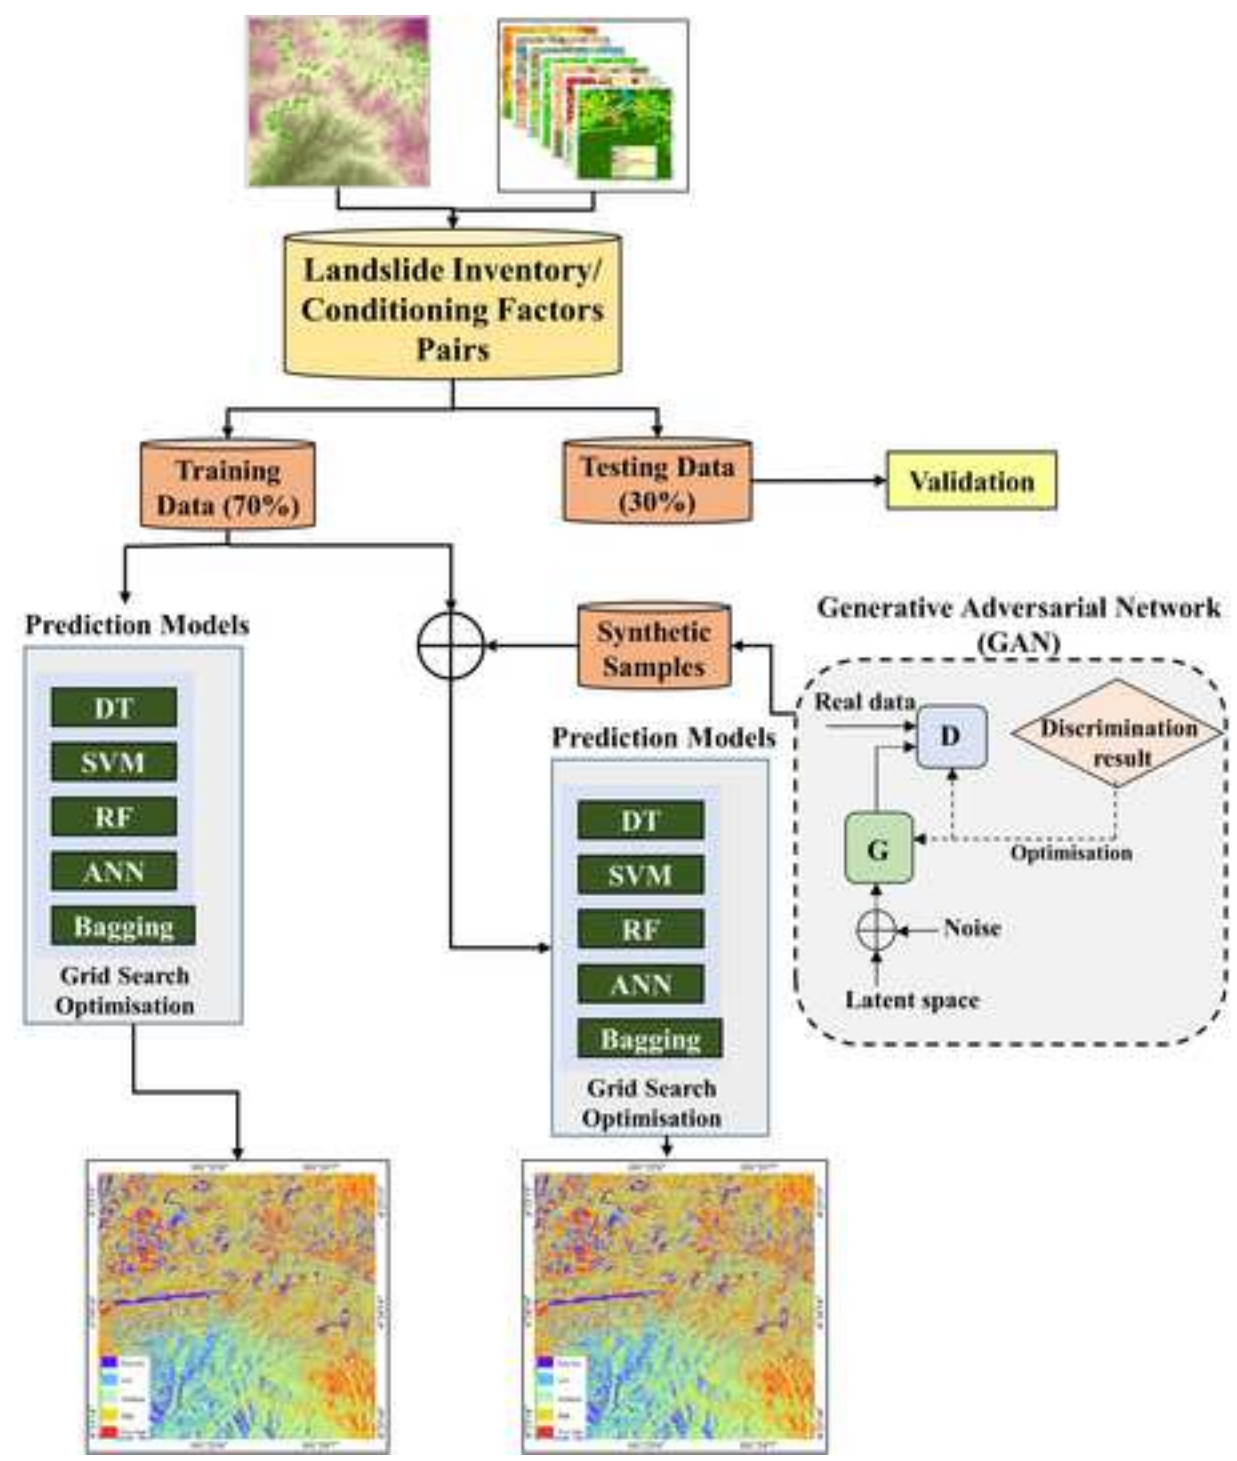 Landslide Inventory/
Conditioning Factors
Pairs
Training
Data (70%)
Testing Data
(30%)
Validation
Prediction Models
DT
SVM
RF
ANN
Bagging
Grid Search
Optimisation
Synthetic
Samples
Prediction Models
DT
SVM
RF
ANN
Bagging
Grid Search
Optimisation
Generative Adversarial Network
(GAN)
Real data
D
Discrimination
result
G
Optimisation
Noise
Latent space